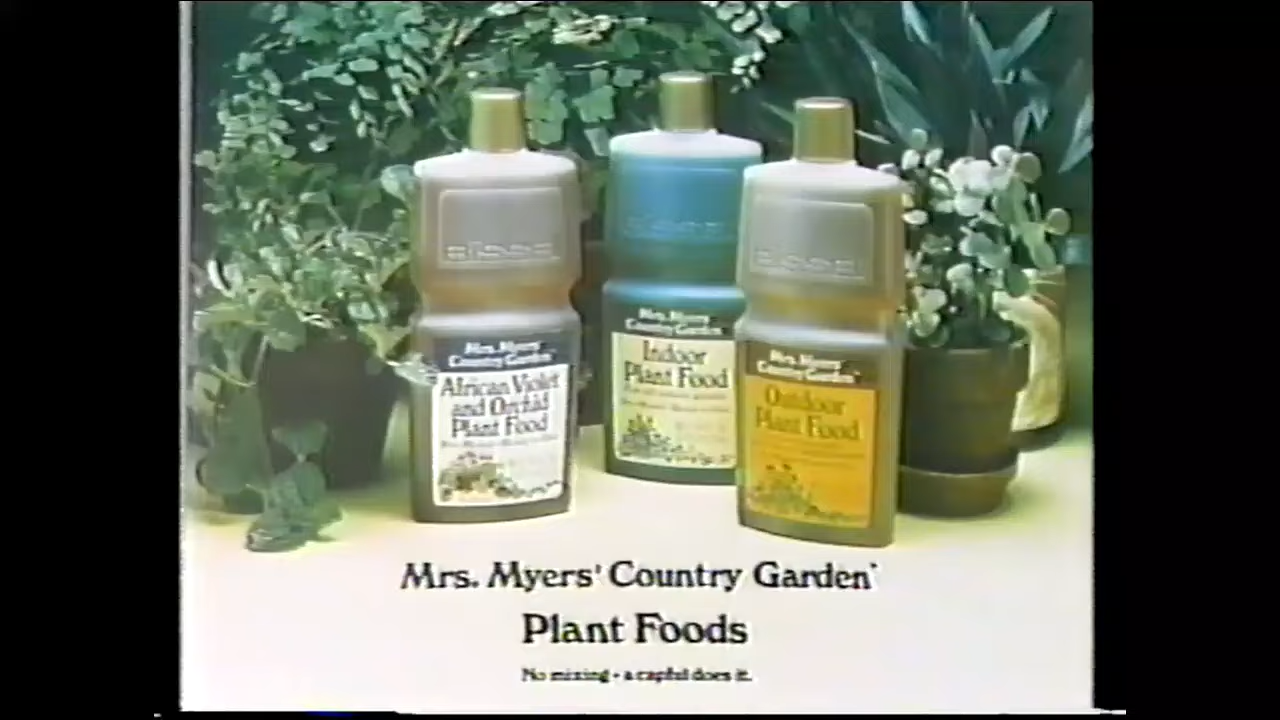 Mrs. Myers'
Country Garden
African Violet
and Orchid
Plant Food
Mrs. Myers'
Country Garden
Indoor
Plant Food
Mrs. Myers'
Country Garden
Outdoor
Plant Food
Mrs. Myers' Country Garden
Plant Foods
No mixing - a capful does it.